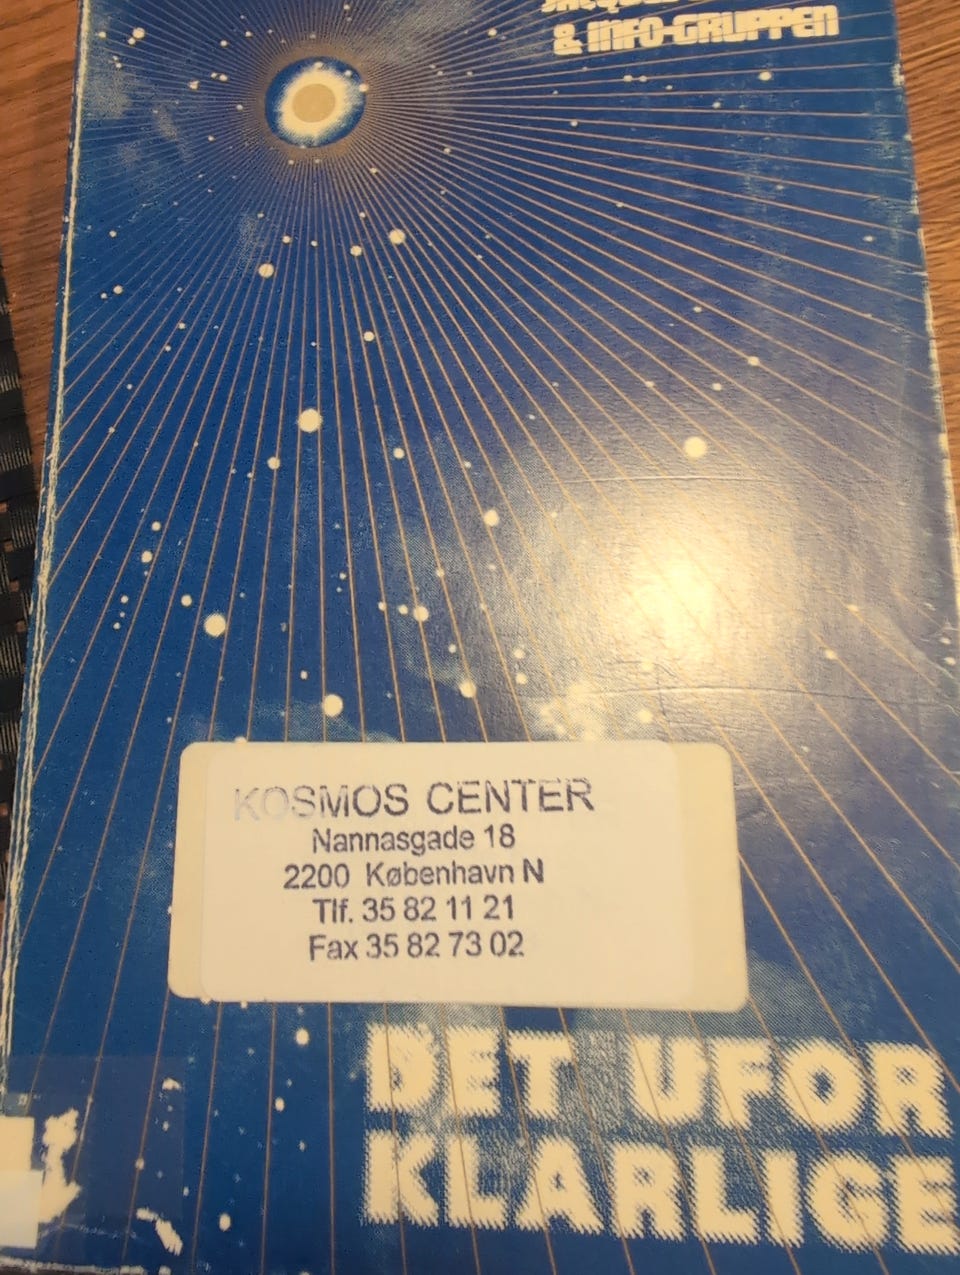 & INFO-GRUPPEN
KOSMOS CENTER
Nannasgade 18
2200 København N
Tlf. 35 82 11 21
Fax 35 82 73 02
DET UFOR
KLARLIGE